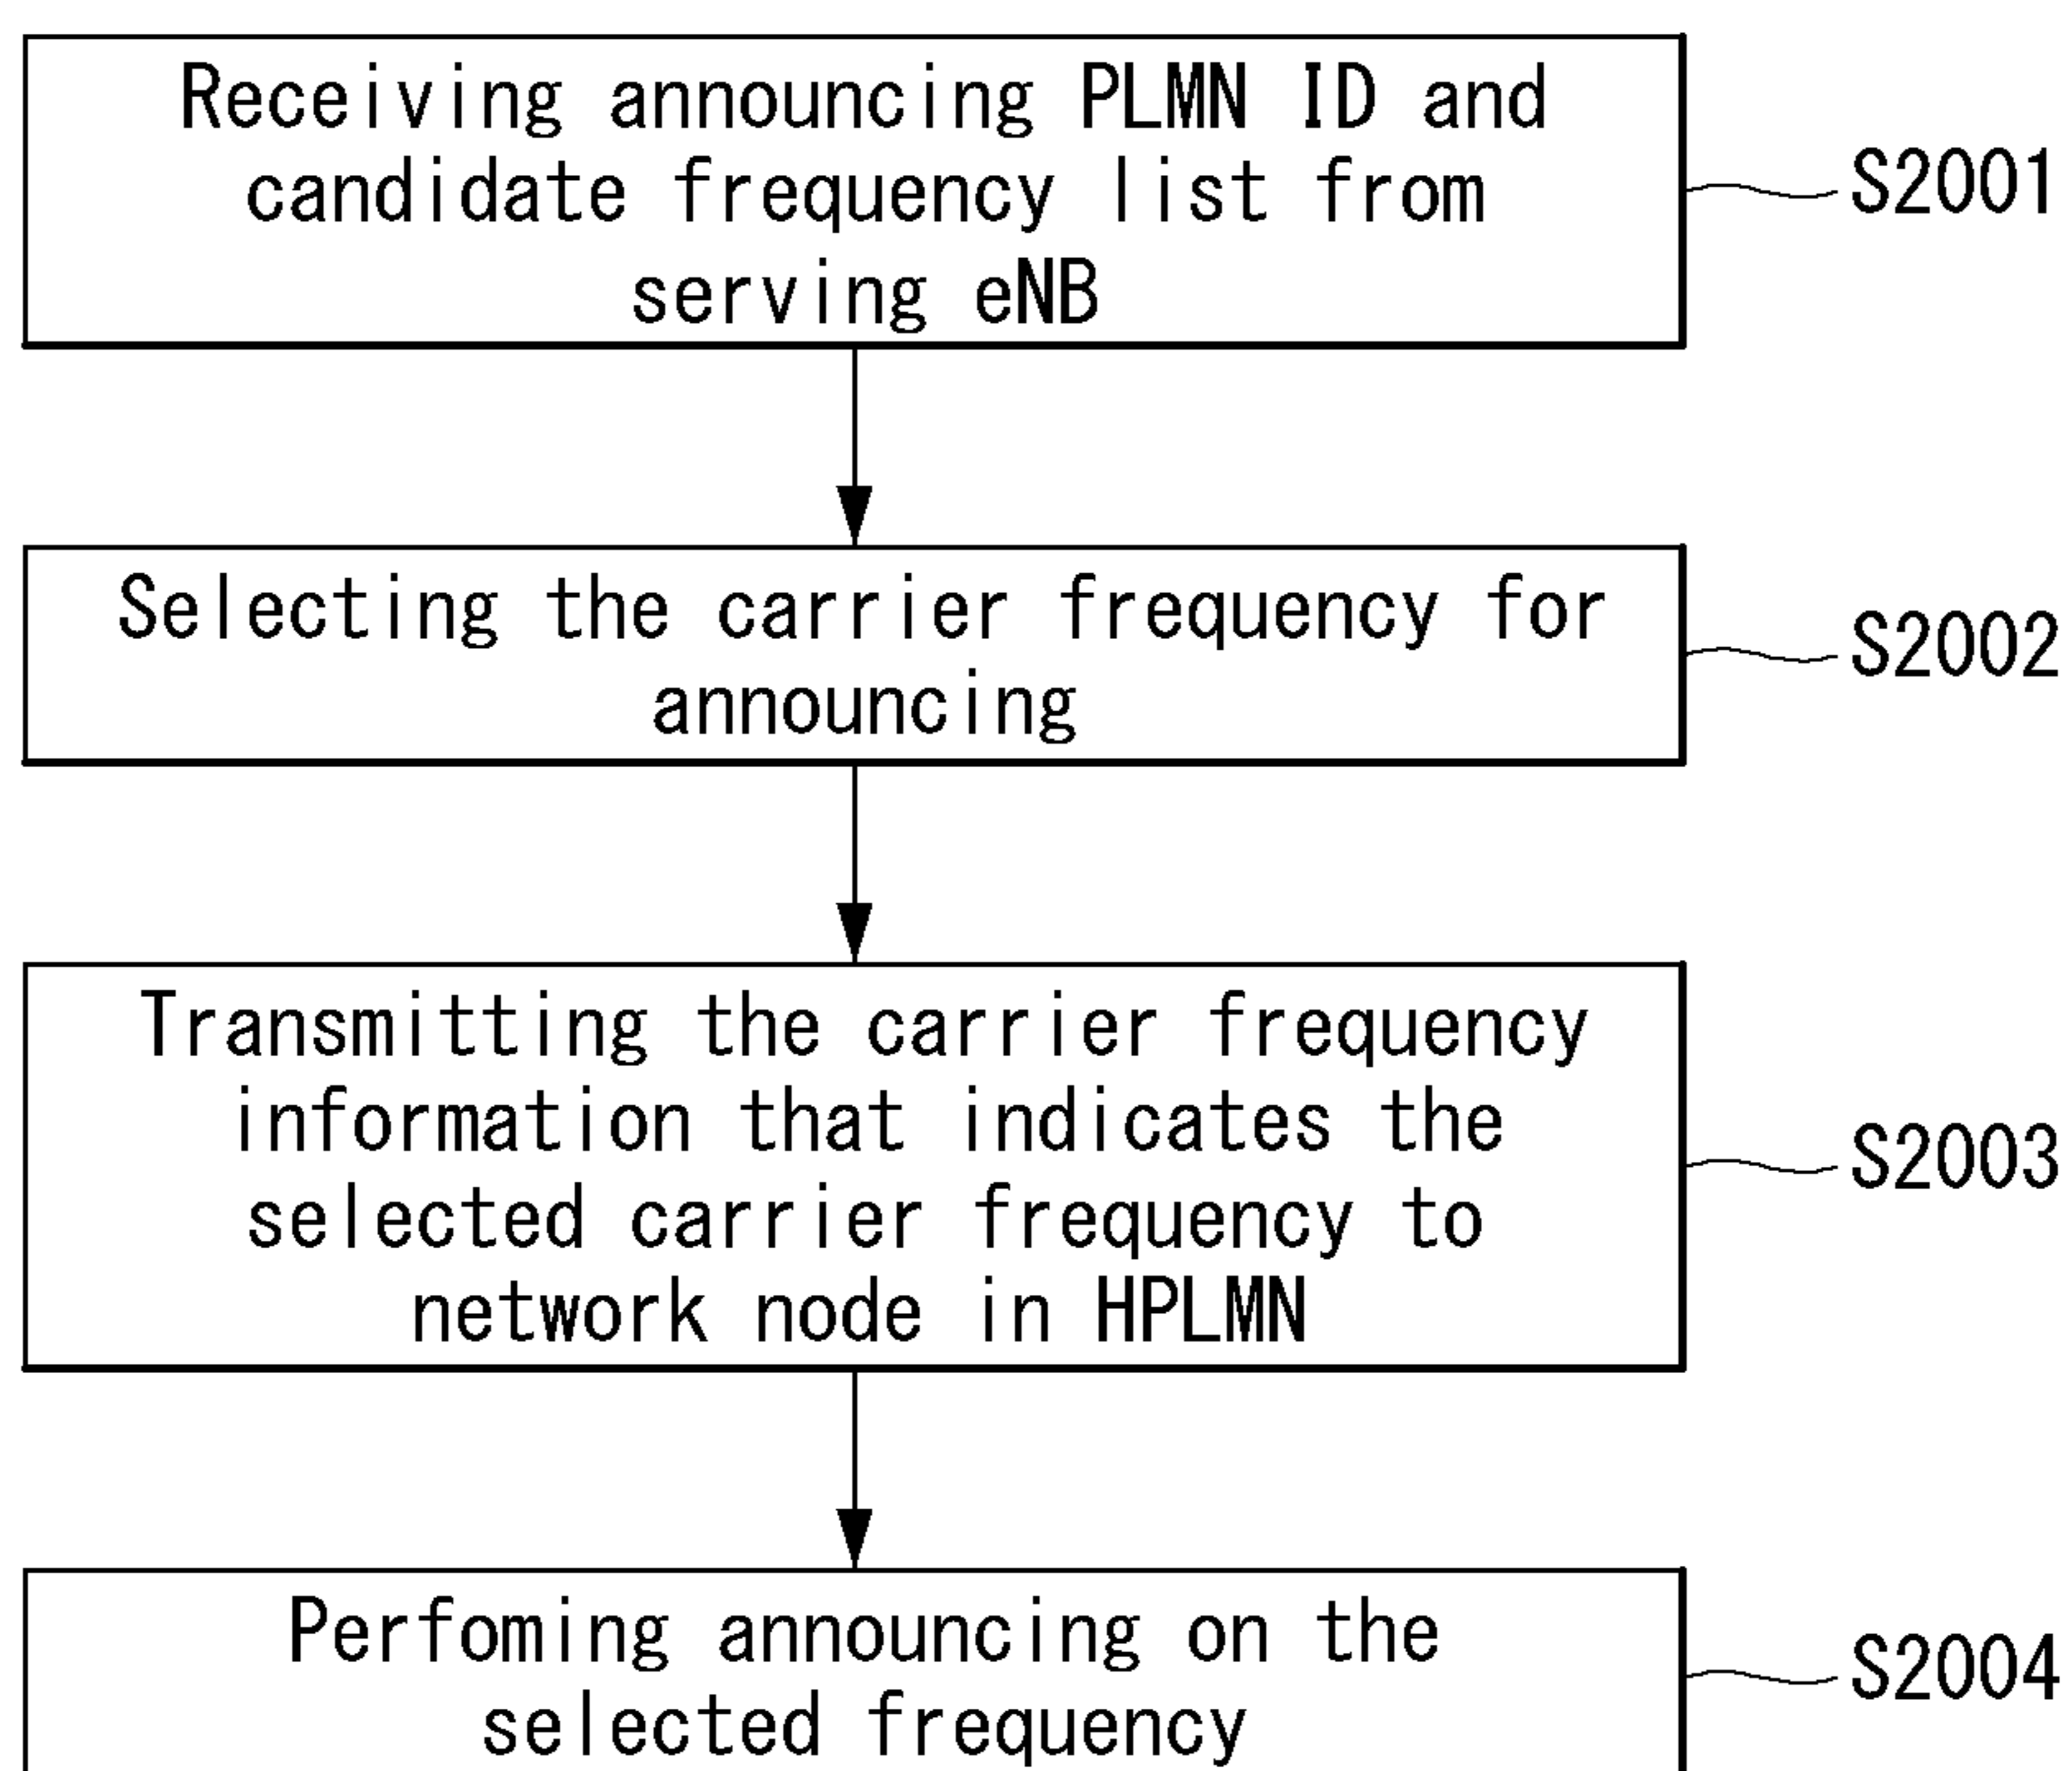 Receiving announcing PLMN ID and
candidate frequency list from
serving eNB
S2001
Selecting the carrier frequency for
announcing
S2002
Transmitting the carrier frequency
information that indicates the
selected carrier frequency to
network node in HPLMN
S2003
Perfoming announcing on the
selected frequency
S2004